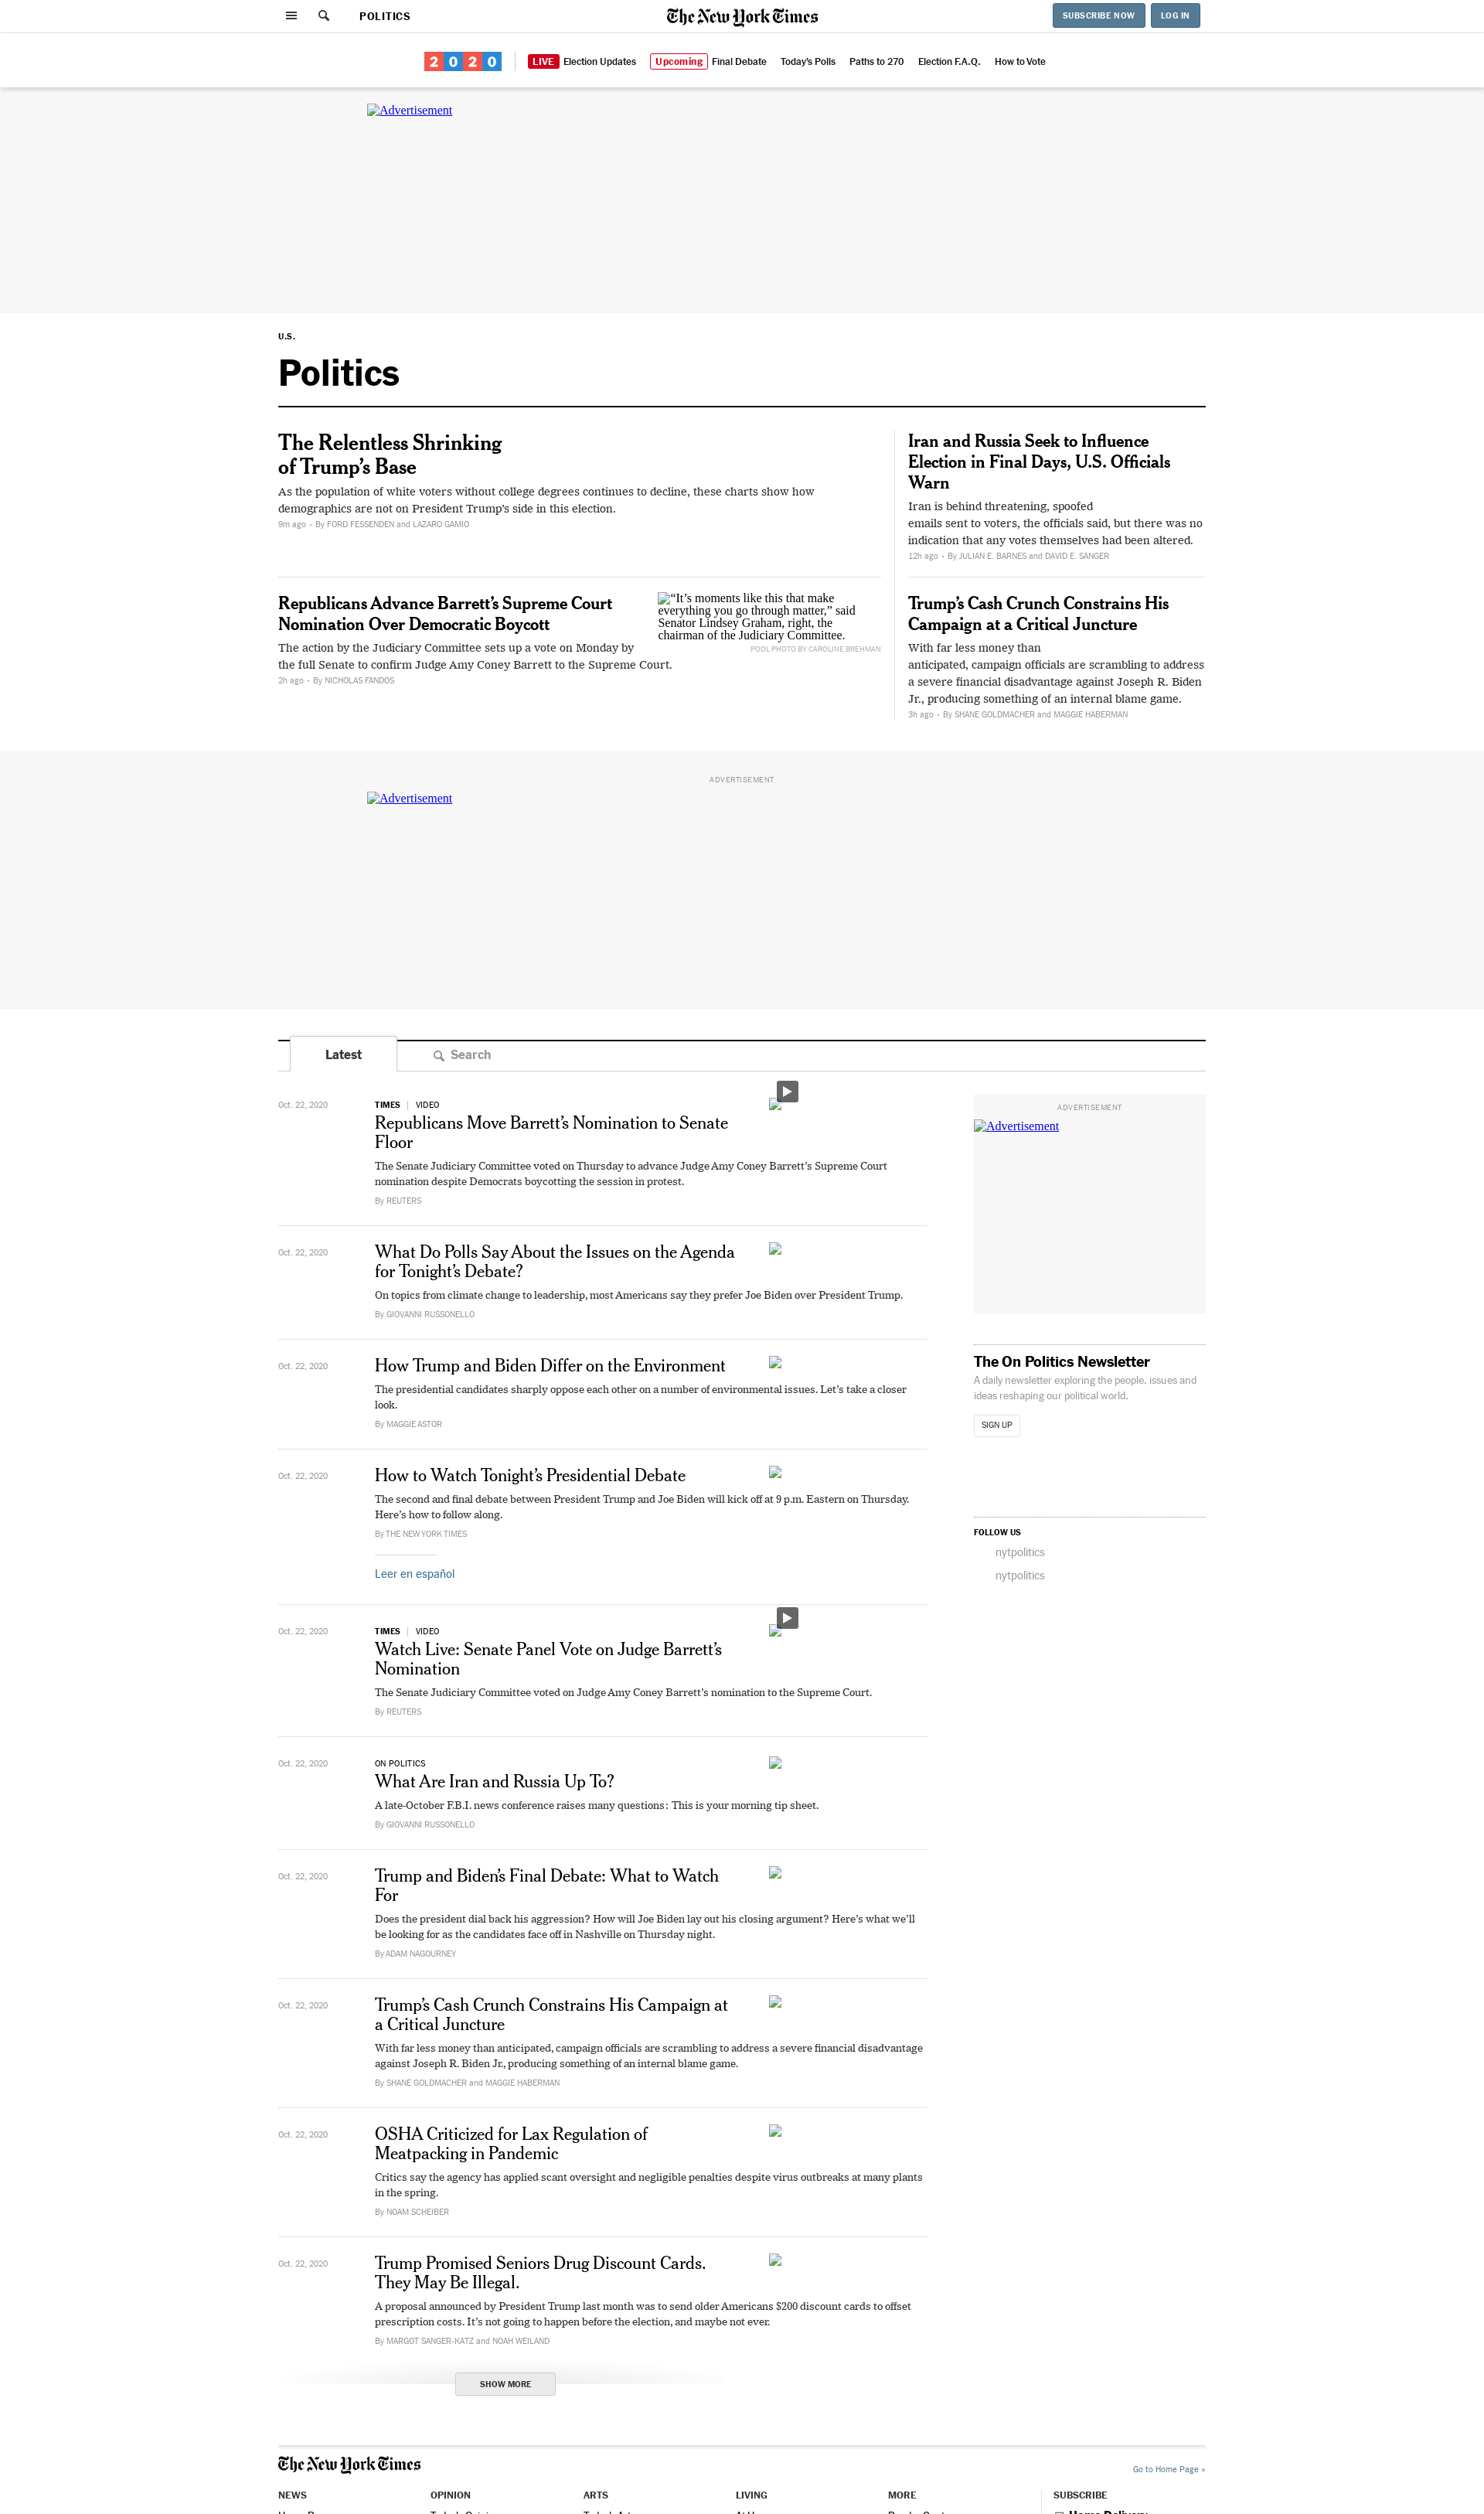 POLITICS
The New York Times
SUBSCRIBE NOW
LOG IN
2020
LIVE Election Updates
Upcoming Final Debate
Today's Polls
Paths to 270
Election F.A.Q.
How to Vote
Advertisement
U.S.
Politics
The Relentless Shrinking
of Trump’s Base
As the population of white voters without college degrees continues to decline, these charts show how
demographics are not on President Trump’s side in this election.
9m ago • By FORD FESSENDEN and LAZARO GAMIO
Iran and Russia Seek to Influence
Election in Final Days, U.S. Officials
Warn
Iran is behind threatening, spoofed
emails sent to voters, the officials said, but there was no
indication that any votes themselves had been altered.
12h ago • By JULIAN E. BARNES and DAVID E. SANGER
Republicans Advance Barrett’s Supreme Court
Nomination Over Democratic Boycott
The action by the Judiciary Committee sets up a vote on Monday by
the full Senate to confirm Judge Amy Coney Barrett to the Supreme Court.
2h ago • By NICHOLAS FANDOS
“It’s moments like this that make
everything you go through matter,” said
Senator Lindsey Graham, right, the
chairman of the Judiciary Committee.
POOL PHOTO BY CAROLINE BREHMAN
Trump’s Cash Crunch Constrains His
Campaign at a Critical Juncture
With far less money than
anticipated, campaign officials are scrambling to address
a severe financial disadvantage against Joseph R. Biden
Jr., producing something of an internal blame game.
3h ago • By SHANE GOLDMACHER and MAGGIE HABERMAN
ADVERTISEMENT
Advertisement
Latest
Search
Oct. 22, 2020
TIMES | VIDEO
Republicans Move Barrett’s Nomination to Senate
Floor
The Senate Judiciary Committee voted on Thursday to advance Judge Amy Coney Barrett’s Supreme Court
nomination despite Democrats boycotting the session in protest.
By REUTERS
Oct. 22, 2020
What Do Polls Say About the Issues on the Agenda
for Tonight’s Debate?
On topics from climate change to leadership, most Americans say they prefer Joe Biden over President Trump.
By GIOVANNI RUSSONELLO
Oct. 22, 2020
How Trump and Biden Differ on the Environment
The presidential candidates sharply oppose each other on a number of environmental issues. Let’s take a closer
look.
By MAGGIE ASTOR
Oct. 22, 2020
How to Watch Tonight’s Presidential Debate
The second and final debate between President Trump and Joe Biden will kick off at 9 p.m. Eastern on Thursday.
Here’s how to follow along.
By THE NEW YORK TIMES
Leer en español
Oct. 22, 2020
TIMES | VIDEO
Watch Live: Senate Panel Vote on Judge Barrett’s
Nomination
The Senate Judiciary Committee voted on Judge Amy Coney Barrett’s nomination to the Supreme Court.
By REUTERS
Oct. 22, 2020
ON POLITICS
What Are Iran and Russia Up To?
A late-October F.B.I. news conference raises many questions: This is your morning tip sheet.
By GIOVANNI RUSSONELLO
Oct. 22, 2020
Trump and Biden’s Final Debate: What to Watch
For
Does the president dial back his aggression? How will Joe Biden lay out his closing argument? Here’s what we’ll
be looking for as the candidates face off in Nashville on Thursday night.
By ADAM NAGOURNEY
Oct. 22, 2020
Trump’s Cash Crunch Constrains His Campaign at
a Critical Juncture
With far less money than anticipated, campaign officials are scrambling to address a severe financial disadvantage
against Joseph R. Biden Jr., producing something of an internal blame game.
By SHANE GOLDMACHER and MAGGIE HABERMAN
Oct. 22, 2020
OSHA Criticized for Lax Regulation of
Meatpacking in Pandemic
Critics say the agency has applied scant oversight and negligible penalties despite virus outbreaks at many plants
in the spring.
By NOAM SCHEIBER
Oct. 22, 2020
Trump Promised Seniors Drug Discount Cards.
They May Be Illegal.
A proposal announced by President Trump last month was to send older Americans $200 discount cards to offset
prescription costs. It’s not going to happen before the election, and maybe not ever.
By MARGOT SANGER-KATZ and NOAH WEILAND
SHOW MORE
ADVERTISEMENT
Advertisement
The On Politics Newsletter
A daily newsletter exploring the people, issues and
ideas reshaping our political world.
SIGN UP
FOLLOW US
nytpolitics
nytpolitics
The New York Times
Go to Home Page »
NEWS
OPINION
ARTS
LIVING
MORE
SUBSCRIBE